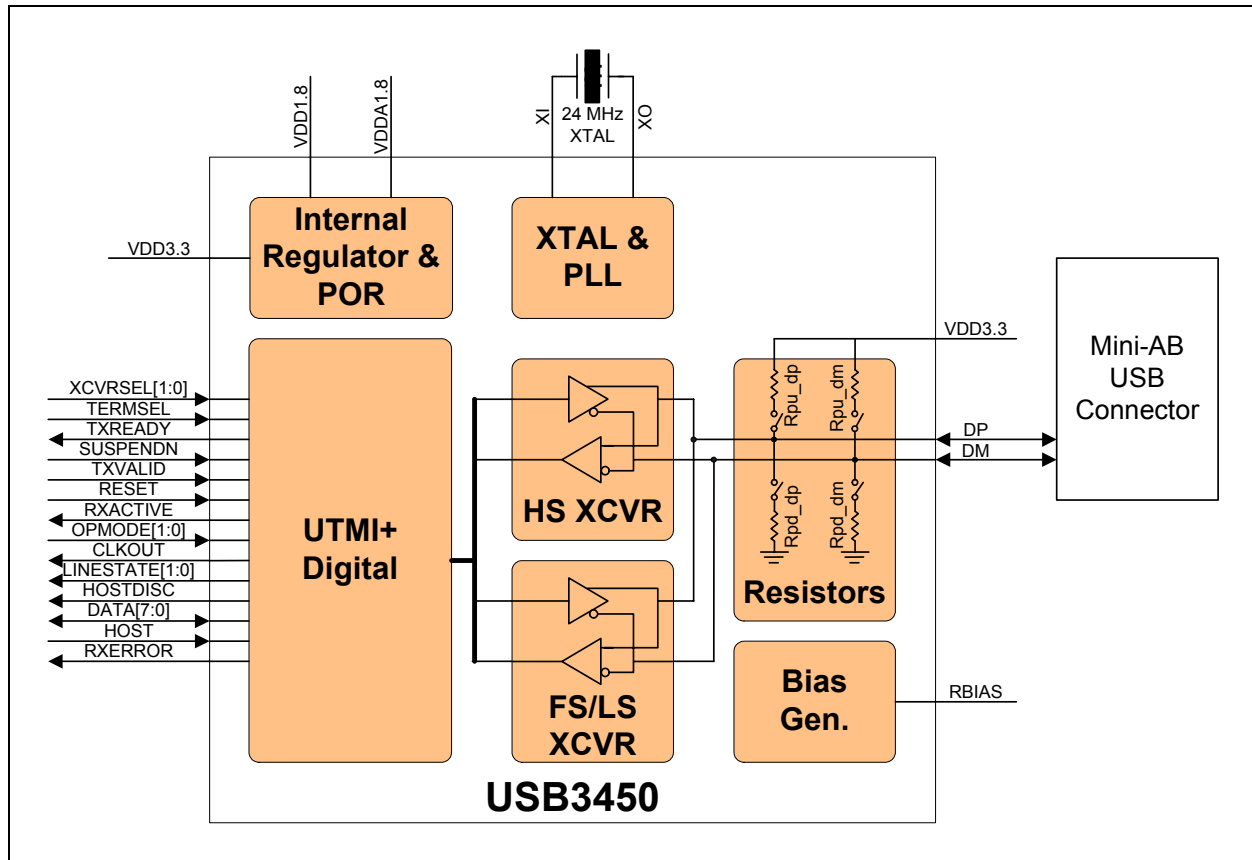 VDD1.8
VDDA1.8
XI
24 MHz
XTAL
XO
Internal
Regulator &
POR
XTAL &
PLL
VDD3.3
VDD3.3
Mini-AB
USB
Connector
XCVRSEL[1:0]
TERMSEL
TXREADY
SUSPENDN
TXVALID
RESET
RXACTIVE
OPMODE[1:0]
CLKOUT
LINESTATE[1:0]
HOSTDISC
DATA[7:0]
HOST
RXERROR
UTMI+
Digital
HS XCVR
FS/LS
XCVR
Rpu_dp
Rpu_dm
Rpd_dp
Rpd_dm
Resistors
DP
DM
Bias
Gen.
RBIAS
USB3450